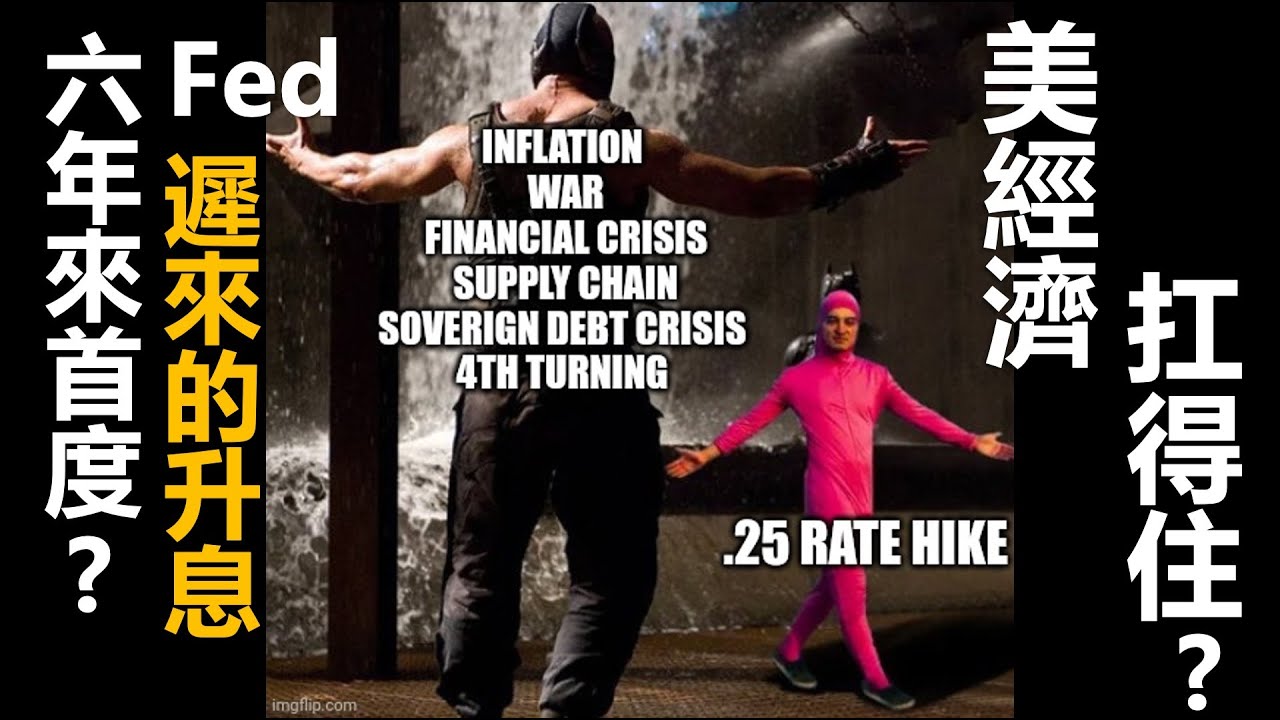 六年來首度?
Fed
遲來的升息
INFLATION
WAR
FINANCIAL CRISIS
SUPPLY CHAIN
SOVERIGN DEBT CRISIS
4TH TURNING
.25 RATE HIKE
美經濟
扛得住?
imgflip.com